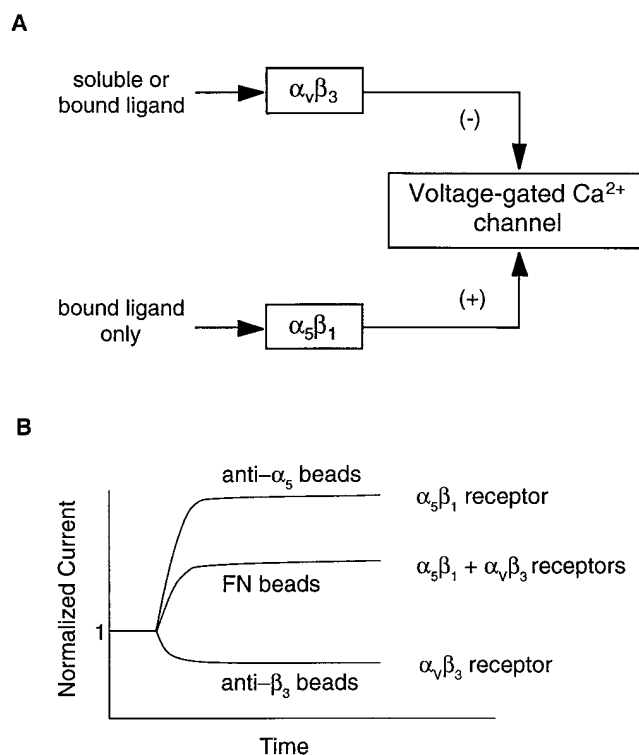 A
soluble or
bound ligand
αvβ3
(-)
Voltage-gated Ca2+
channel
(+)
bound ligand
only
α5β1
B
Normalized Current
1
anti–α5 beads
α5β1 receptor
FN beads
α5β1 + αvβ3 receptors
anti–β3 beads
αvβ3 receptor
Time